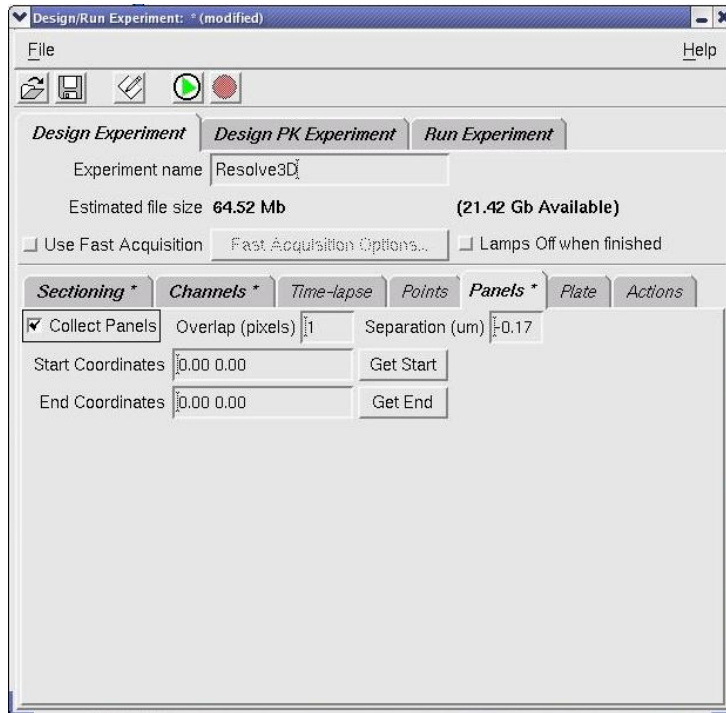 Design/Run Experiment: * (modified)
File Help
Design Experiment Design PK Experiment Run Experiment
Experiment name Resolve3D
Estimated file size 64.52 Mb (21.42 Gb Available)
Use Fast Acquisition Fast Acquisition Options... Lamps Off when finished
Sectioning * Channels * Time-lapse Points Panels * Plate Actions
Collect Panels Overlap (pixels) 1 Separation (um) -0.17
Start Coordinates 0.00 0.00 Get Start
End Coordinates 0.00 0.00 Get End